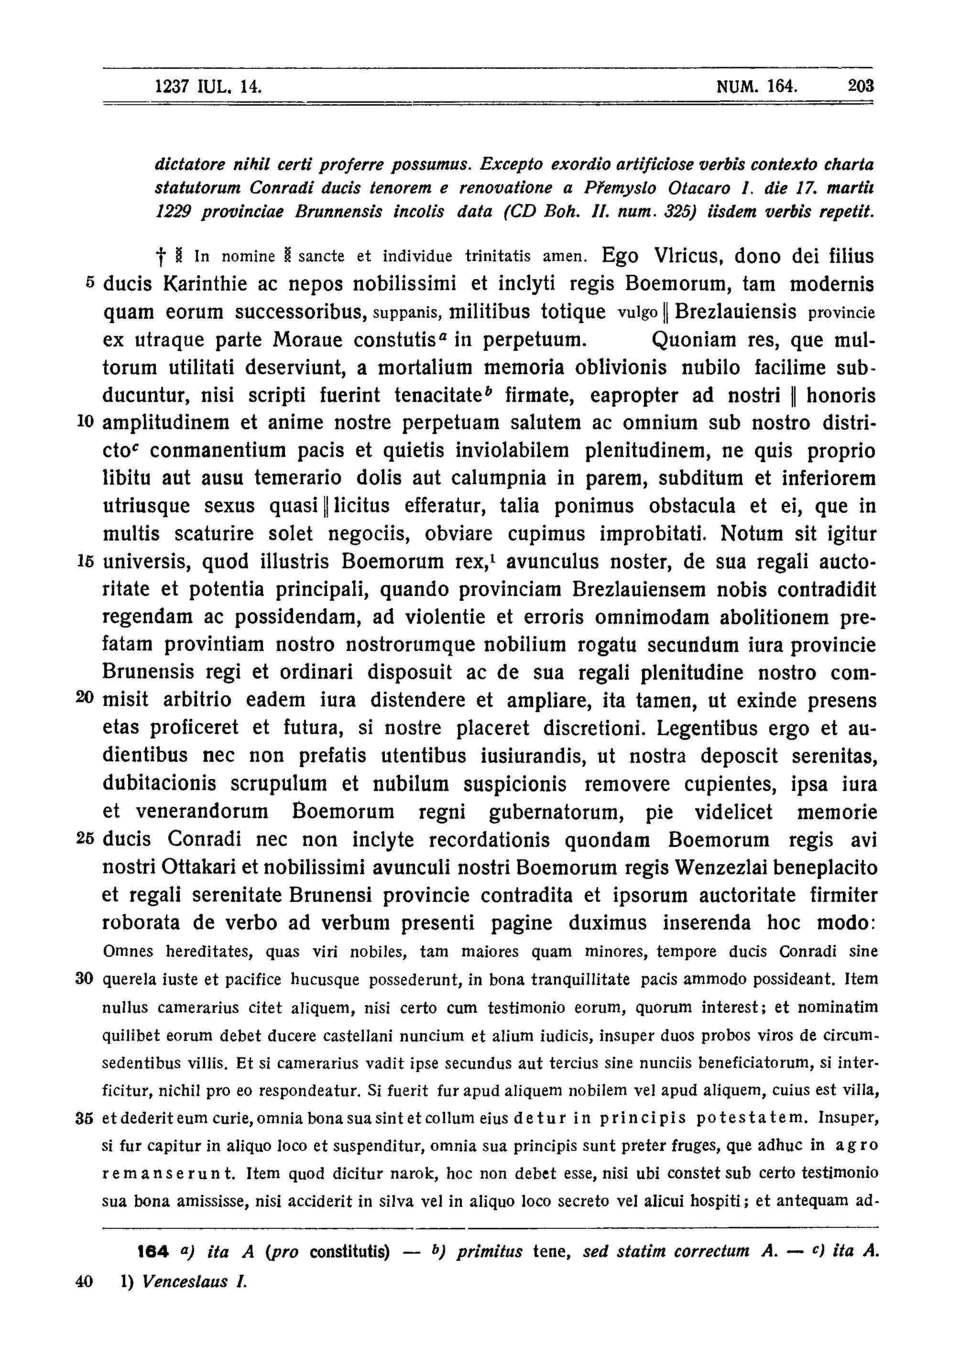 1237 IUL. 14. NUM. 164. 203
dictatore nihil certi proferre possumus. Excepto exordio artificiose verbis contexto charta
statutorum Conradi ducis tenorem e renovatione a Přemyslo Otacaro I. die 17. martii
1229 provinciae Brunnensis incolis data (CD Boh. II. num. 325) iisdem verbis repetit.
† ⁑ In nomine ⁑ sancte et individue trinitatis amen. Ego Vlricus, dono dei filius
5 ducis Karinthie ac nepos nobilissimi et inclyti regis Boemorum, tam modernis
quam eorum successoribus, suppanis, militibus totique vulgo || Brezlauiensis provincie
ex utraque parte Moraue constutisᵃ in perpetuum. Quoniam res, que mul-
torum utilitati deserviunt, a mortalium memoria oblivionis nubilo facilime sub-
ducuntur, nisi scripti fuerint tenacitateᵇ firmate, eapropter ad nostri || honoris
10 amplitudinem et anime nostre perpetuam salutem ac omnium sub nostro distri-
ctoᶜ conmanentium pacis et quietis inviolabilem plenitudinem, ne quis proprio
libitu aut ausu temerario dolis aut calumpnia in parem, subditum et inferiorem
utriusque sexus quasi || licitus efferatur, talia ponimus obstacula et ei, que in
multis scaturire solet negociis, obviare cupimus improbitati. Notum sit igitur
15 universis, quod illustris Boemorum rex,¹ avunculus noster, de sua regali aucto-
ritate et potentia principali, quando provinciam Brezlauiensem nobis contradidit
regendam ac possidendam, ad violentie et erroris omnimodam abolitionem pre-
fatam provintiam nostro nostrorumque nobilium rogatu secundum iura provincie
Brunensis regi et ordinari disposuit ac de sua regali plenitudine nostro com-
20 misit arbitrio eadem iura distendere et ampliare, ita tamen, ut exinde presens
etas proficeret et futura, si nostre placeret discretioni. Legentibus ergo et au-
dientibus nec non prefatis utentibus iusiurandis, ut nostra deposcit serenitas,
dubitacionis scrupulum et nubilum suspicionis removere cupientes, ipsa iura
et venerandorum Boemorum regni gubernatorum, pie videlicet memorie
25 ducis Conradi nec non inclyte recordationis quondam Boemorum regis avi
nostri Ottakari et nobilissimi avunculi nostri Boemorum regis Wenzezlai beneplacito
et regali serenitate Brunensi provincie contradita et ipsorum auctoritate firmiter
roborata de verbo ad verbum presenti pagine duximus inserenda hoc modo:
Omnes hereditates, quas viri nobiles, tam maiores quam minores, tempore ducis Conradi sine
30 querela iuste et pacifice hucusque possederunt, in bona tranquillitate pacis ammodo possideant. Item
nullus camerarius citet aliquem, nisi certo cum testimonio eorum, quorum interest; et nominatim
quilibet eorum debet ducere castellani nuncium et alium iudicis, insuper duos probos viros de circum-
sedentibus villis. Et si camerarius vadit ipse secundus aut tercius sine nunciis beneficiatorum, si inter-
ficitur, nichil pro eo respondeatur. Si fuerit fur apud aliquem nobilem vel apud aliquem, cuius est villa,
35 et dederit eum curie, omnia bona sua sint et collum eius detur in principis potestatem. Insuper,
si fur capitur in aliquo loco et suspenditur, omnia sua principis sunt preter fruges, que adhuc in agro
remanserunt. Item quod dicitur narok, hoc non debet esse, nisi ubi constet sub certo testimonio
sua bona amississe, nisi acciderit in silva vel in aliquo loco secreto vel alicui hospiti; et antequam ad-
164 a) ita A (pro constitutis) — b) primitus tene, sed statim correctum A. — c) ita A.
40 1) Venceslaus I.